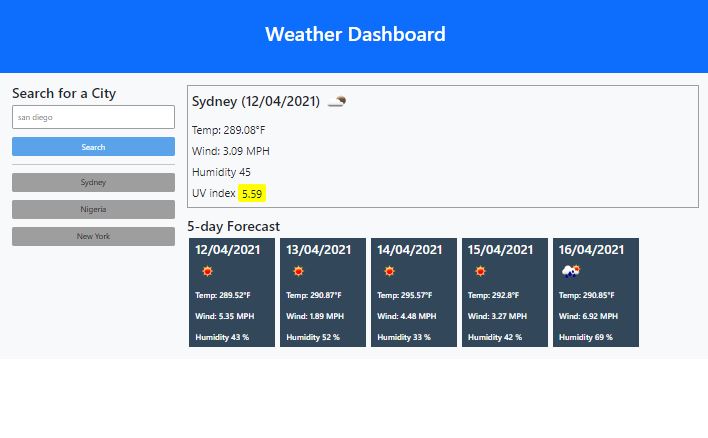 Weather Dashboard
Search for a City
san diego
Search
Sydney
Nigeria
New York
Sydney (12/04/2021)
Temp: 289.08°F
Wind: 3.09 MPH
Humidity 45
UV index 5.59
5-day Forecast
12/04/2021
Temp: 289.52°F
Wind: 5.35 MPH
Humidity 43 %
13/04/2021
Temp: 290.87°F
Wind: 1.89 MPH
Humidity 52 %
14/04/2021
Temp: 295.57°F
Wind: 4.48 MPH
Humidity 33 %
15/04/2021
Temp: 292.8°F
Wind: 3.27 MPH
Humidity 42 %
16/04/2021
Temp: 290.85°F
Wind: 6.92 MPH
Humidity 69 %